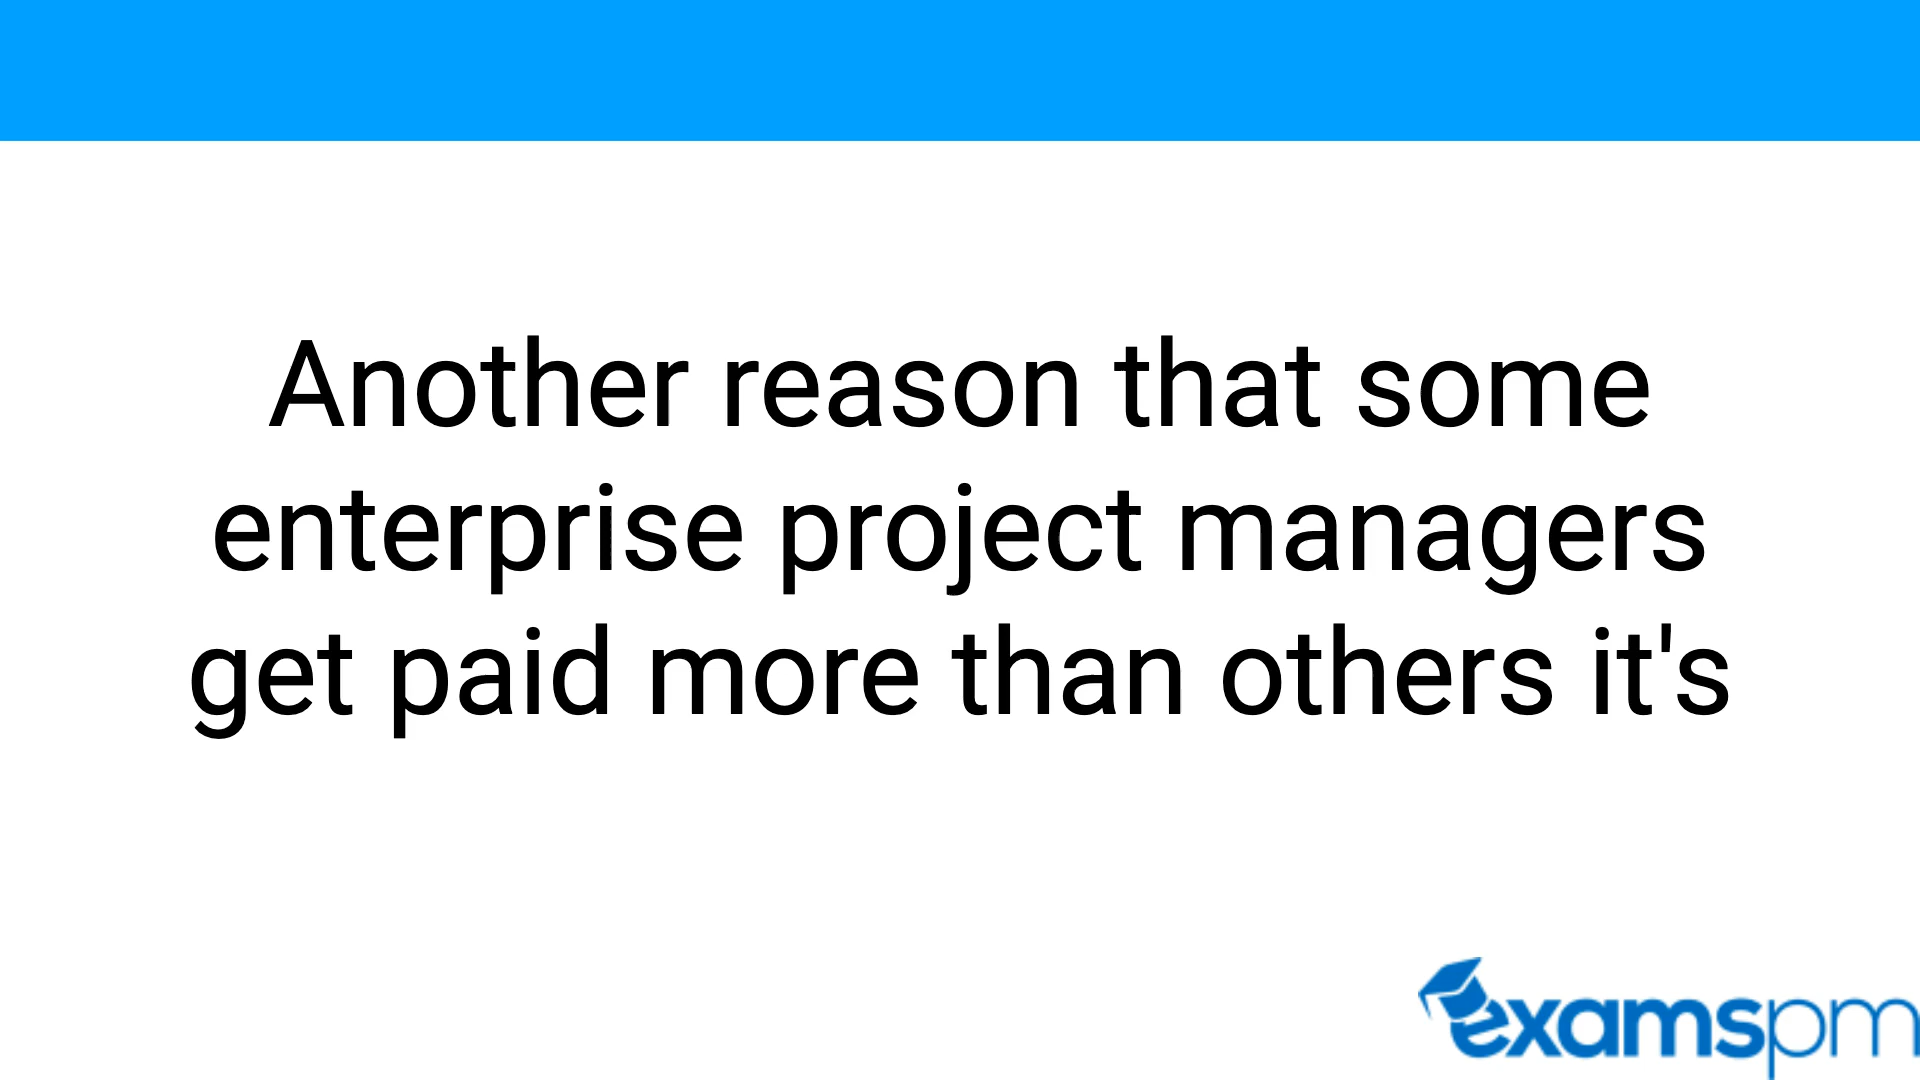 Another reason that some
enterprise project managers
get paid more than others it's
examspm